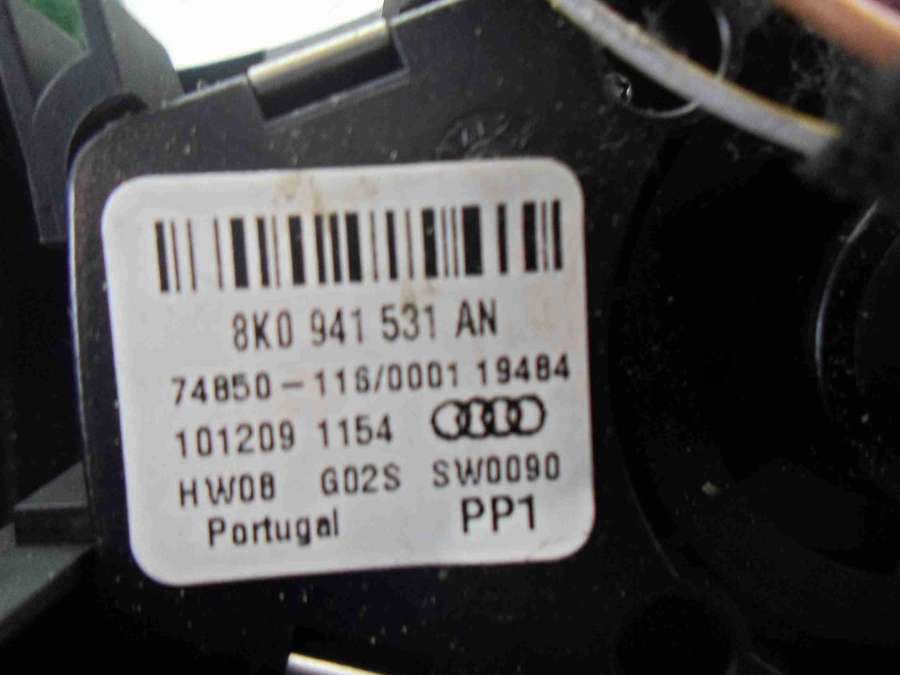 8K0 941 531 AN
74850-116/0001 19484
101209 1154
HW08 G02S SW0090
Portugal PP1